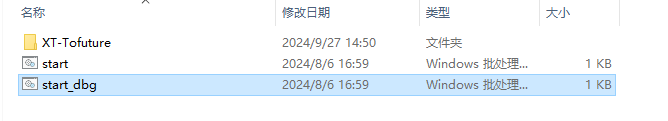 名称 修改日期 类型 大小
XT-Tofuture 2024/9/27 14:50 文件夹
start 2024/8/6 16:59 Windows 批处理... 1 KB
start_dbg 2024/8/6 16:59 Windows 批处理... 1 KB